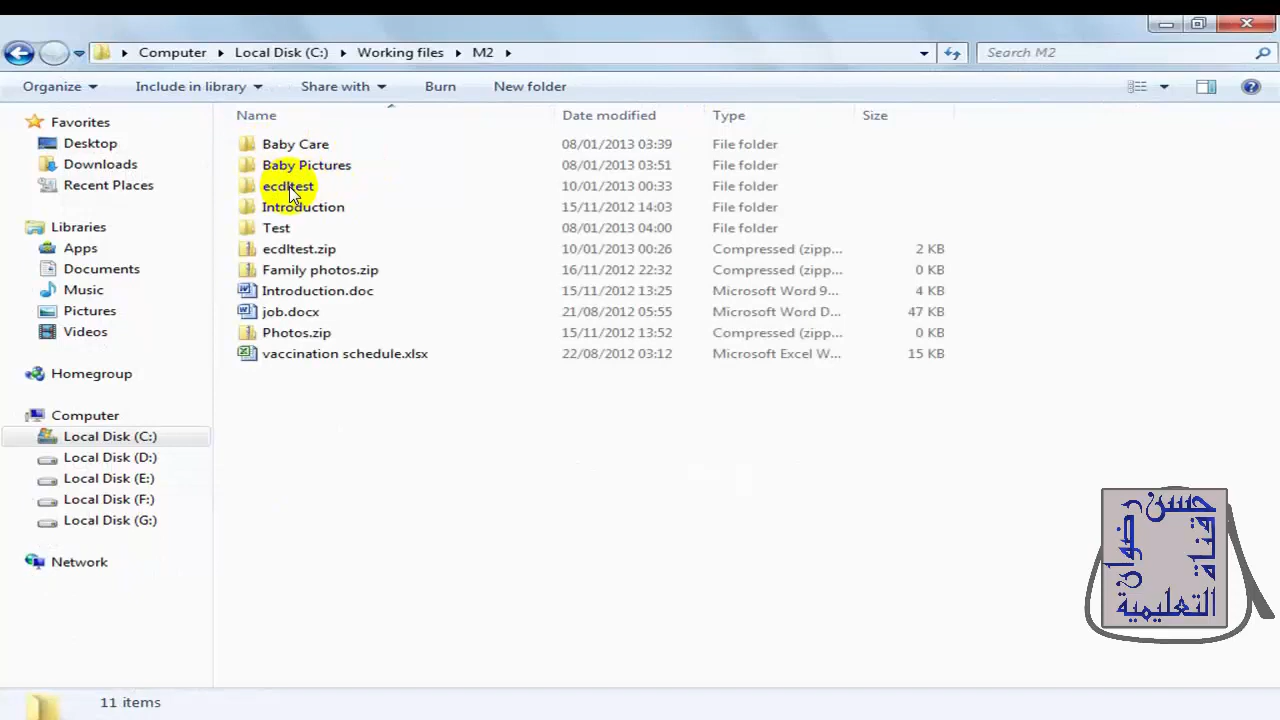 Computer Local Disk (C:) Working files M2
Search M2
Organize Include in library Share with Burn New folder
Name Date modified Type Size
Favorites
Desktop
Downloads
Recent Places
Libraries
Apps
Documents
Music
Pictures
Videos
Homegroup
Computer
Local Disk (C:)
Local Disk (D:)
Local Disk (E:)
Local Disk (F:)
Local Disk (G:)
Network
Baby Care 08/01/2013 03:39 File folder
Baby Pictures 08/01/2013 03:51 File folder
ecdltest 10/01/2013 00:33 File folder
Introduction 15/11/2012 14:03 File folder
Test 08/01/2013 04:00 File folder
ecdltest.zip 10/01/2013 00:26 Compressed (zipp... 2 KB
Family photos.zip 16/11/2012 22:32 Compressed (zipp... 0 KB
Introduction.doc 15/11/2012 13:25 Microsoft Word 9... 4 KB
job.docx 21/08/2012 05:55 Microsoft Word D... 47 KB
Photos.zip 15/11/2012 13:52 Compressed (zipp... 0 KB
vaccination schedule.xlsx 22/08/2012 03:12 Microsoft Excel W... 15 KB
قناة
حسن
رضوان
التعليمية
11 items